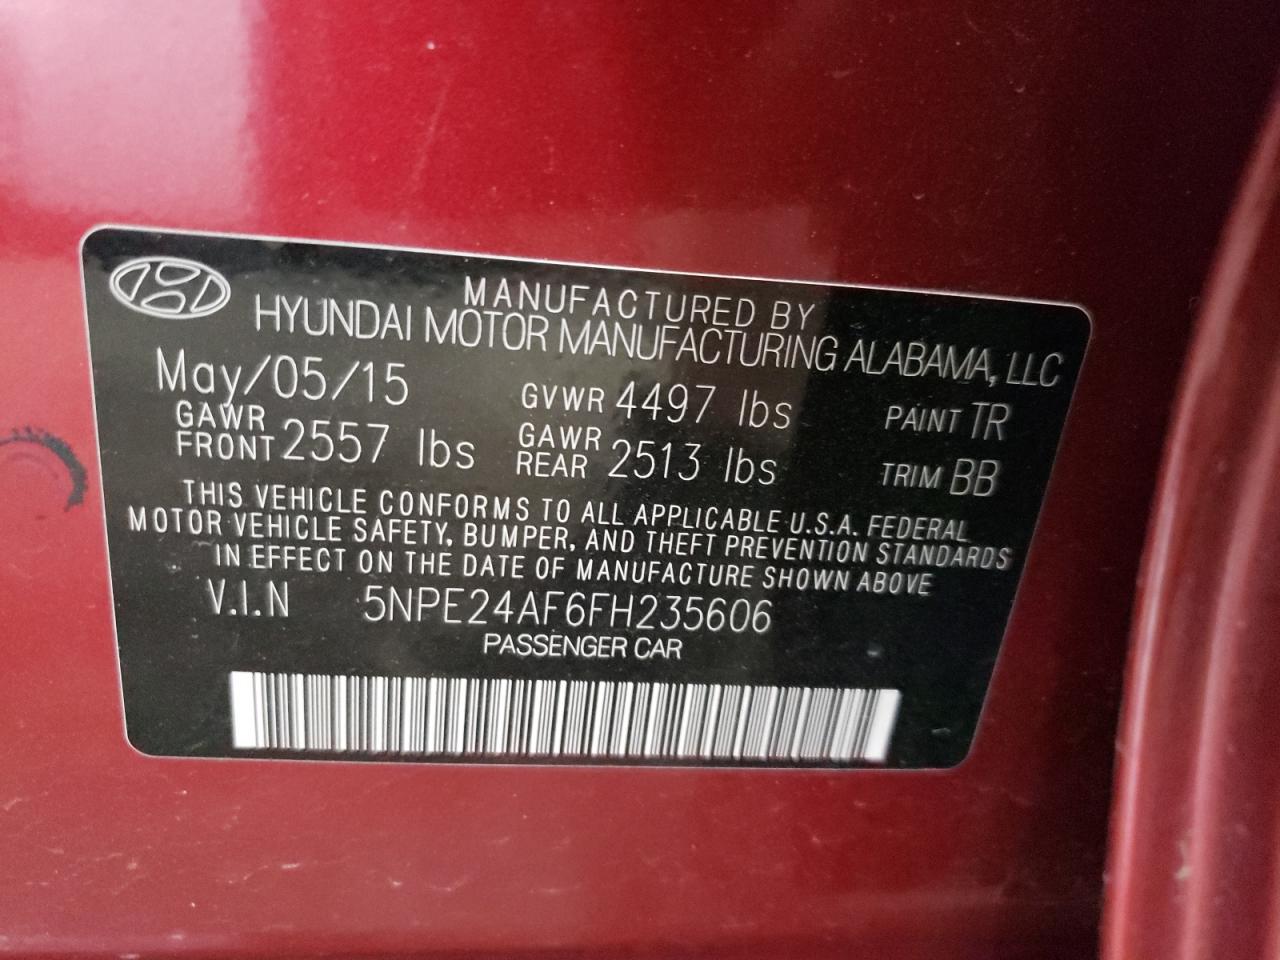 MANUFACTURED BY
HYUNDAI MOTOR MANUFACTURING ALABAMA, LLC
May/05/15 GVWR 4497 lbs PAINT TR
GAWR FRONT 2557 lbs GAWR REAR 2513 lbs TRIM BB
THIS VEHICLE CONFORMS TO ALL APPLICABLE U.S.A. FEDERAL
MOTOR VEHICLE SAFETY, BUMPER, AND THEFT PREVENTION STANDARDS
IN EFFECT ON THE DATE OF MANUFACTURE SHOWN ABOVE
V.I.N 5NPE24AF6FH235606
PASSENGER CAR